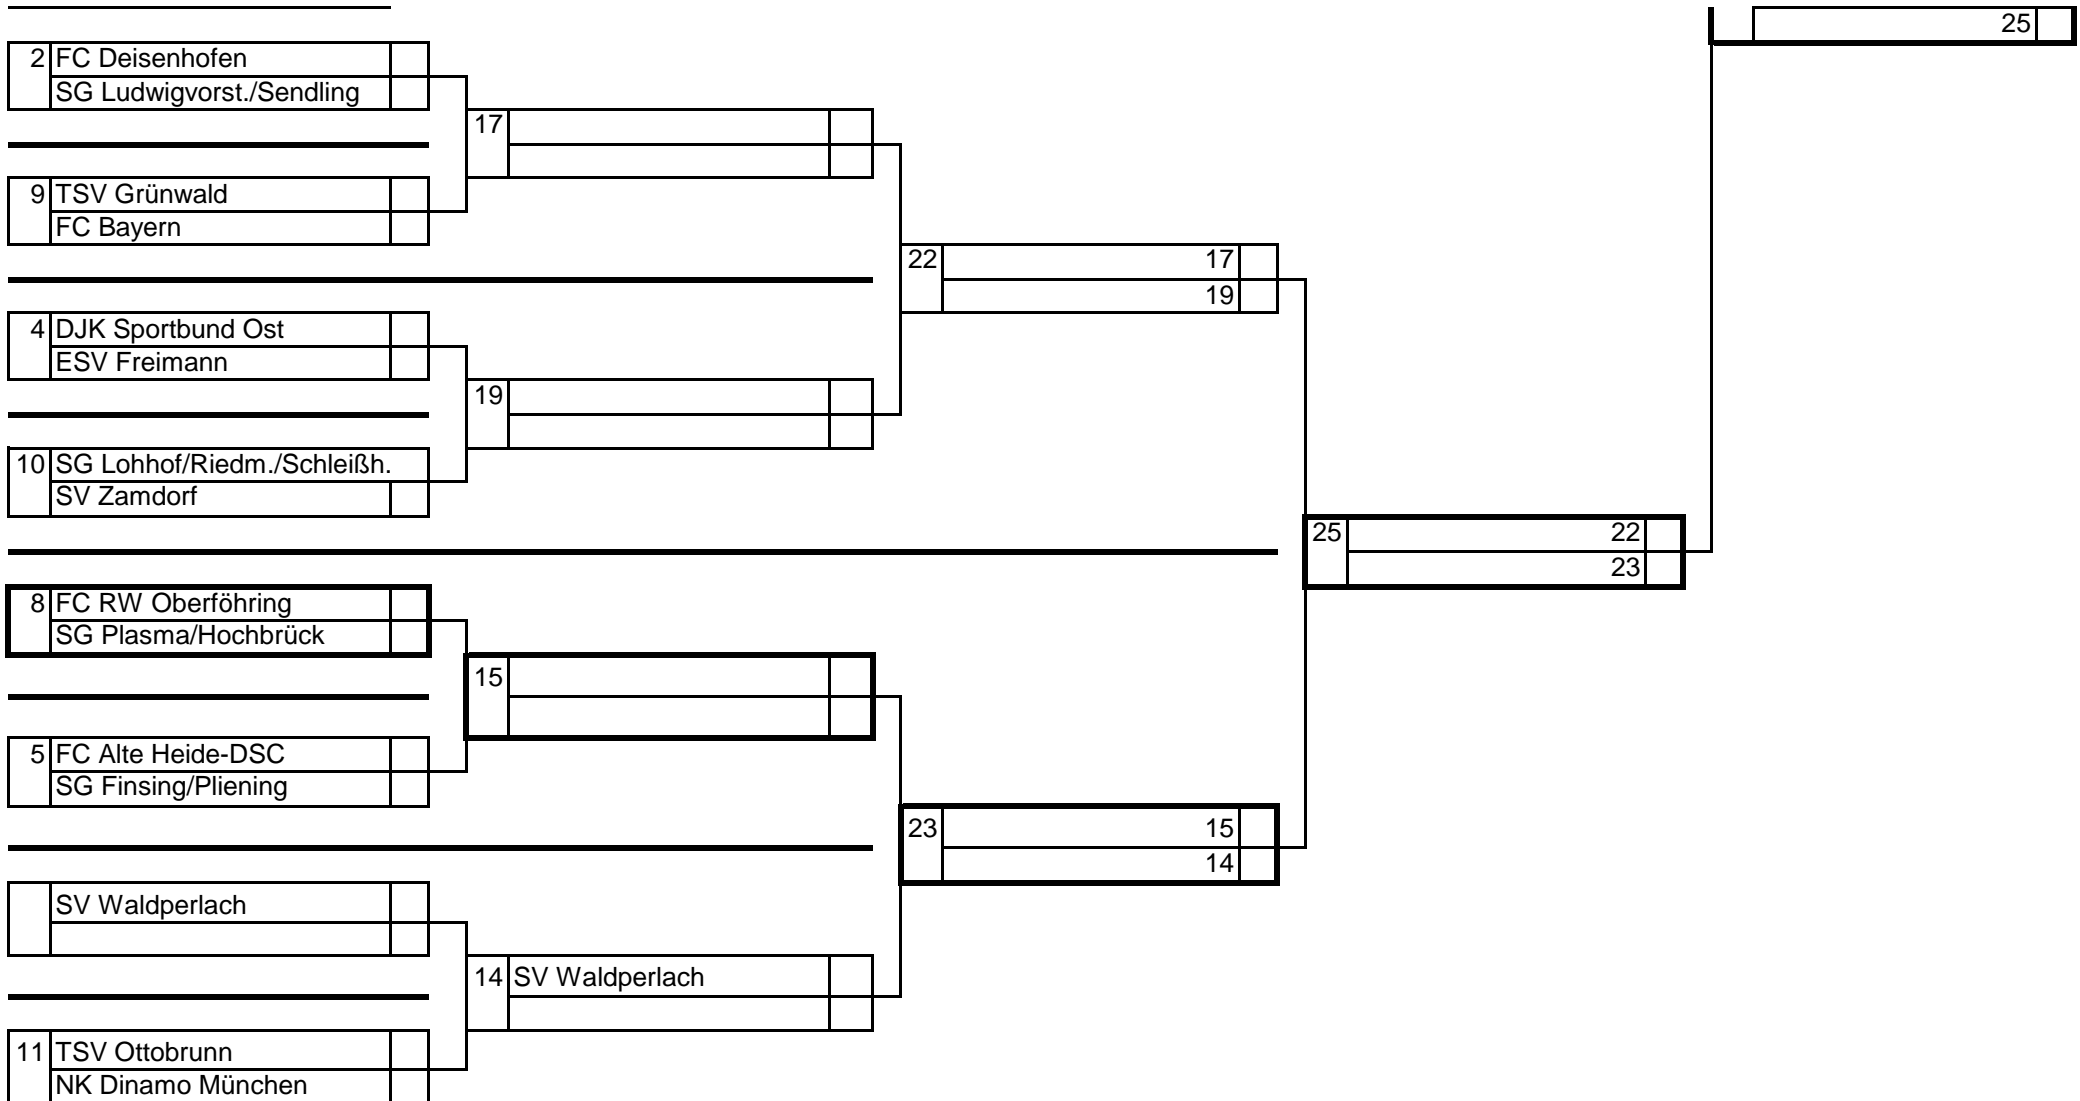 25
2 FC Deisenhofen
SG Ludwigvorst./Sendling
17
9 TSV Grünwald
FC Bayern
22 17
19
4 DJK Sportbund Ost
ESV Freimann
19
10 SG Lohhof/Riedm./Schleißh.
SV Zamdorf
25 22
23
8 FC RW Oberföhring
SG Plasma/Hochbrück
15
5 FC Alte Heide-DSC
SG Finsing/Pliening
23 15
14
SV Waldperlach
14 SV Waldperlach
11 TSV Ottobrunn
NK Dinamo München